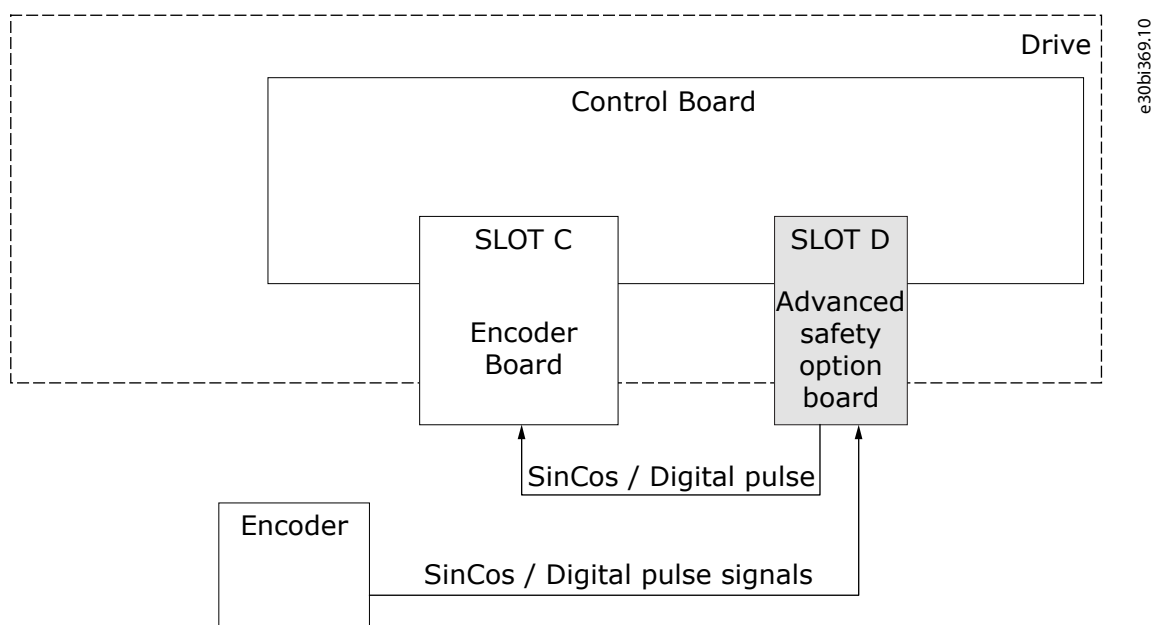 Drive
e30bi369.10
Control Board
SLOT C
SLOT D
Encoder
Board
Advanced
safety
option
board
SinCos / Digital pulse
Encoder
SinCos / Digital pulse signals